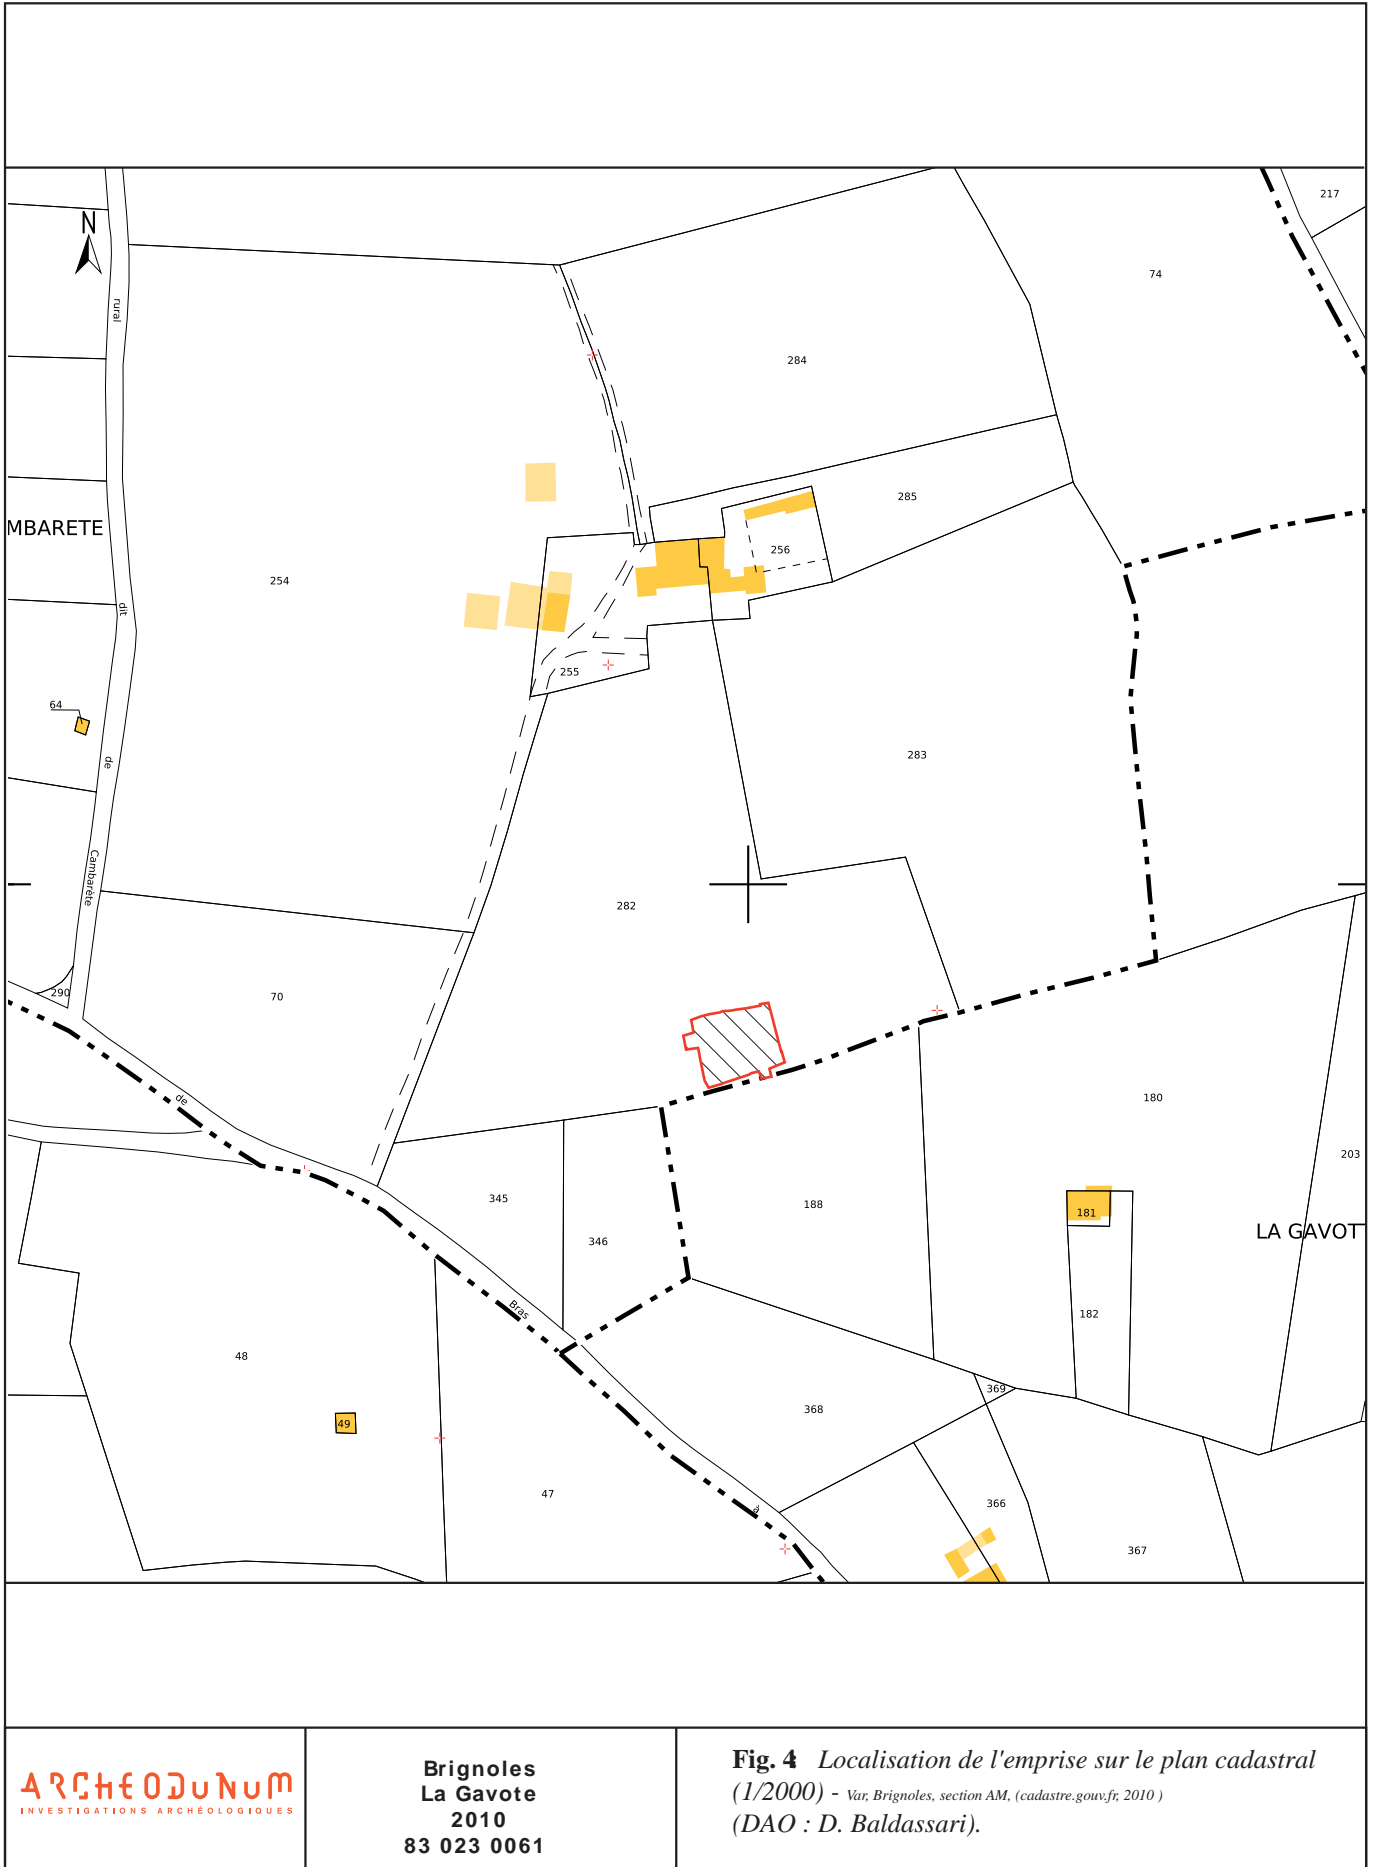 217
N
74
rural
284
285
MBARETE
256
254
dit
255
64
de
283
Cambarète
282
290
70
de
180
203
345
188
181
346
LA GAVOT
Bras
182
48
369
368
49
47
366
à
367
ARCHEODUNUM
INVESTIGATIONS ARCHÉOLOGIQUES
Brignoles
La Gavote
2010
83 023 0061
Fig. 4 Localisation de l'emprise sur le plan cadastral
(1/2000) - Var, Brignoles, section AM, (cadastre.gouv.fr, 2010 )
(DAO : D. Baldassari).